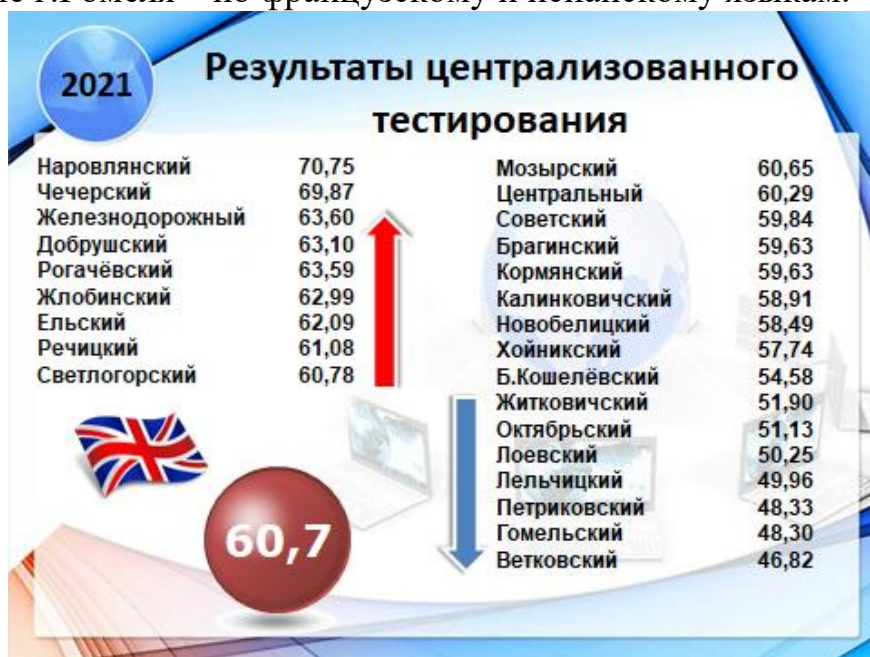 по французскому и испанскому языкам.
2021
Результаты централизованного
тестирования
Наровлянский 70,75
Чечерский 69,87
Железнодорожный 63,60
Добрушский 63,10
Рогачёвский 63,59
Жлобинский 62,99
Ельский 62,09
Речицкий 61,08
Светлогорский 60,78
60,7
Мозырский 60,65
Центральный 60,29
Советский 59,84
Брагинский 59,63
Кормянский 59,63
Калинковичский 58,91
Новобелицкий 58,49
Хойникский 57,74
Б.Кошелёвский 54,58
Житковичский 51,90
Октябрьский 51,13
Лоевский 50,25
Лельчицкий 49,96
Петриковский 48,33
Гомельский 48,30
Ветковский 46,82